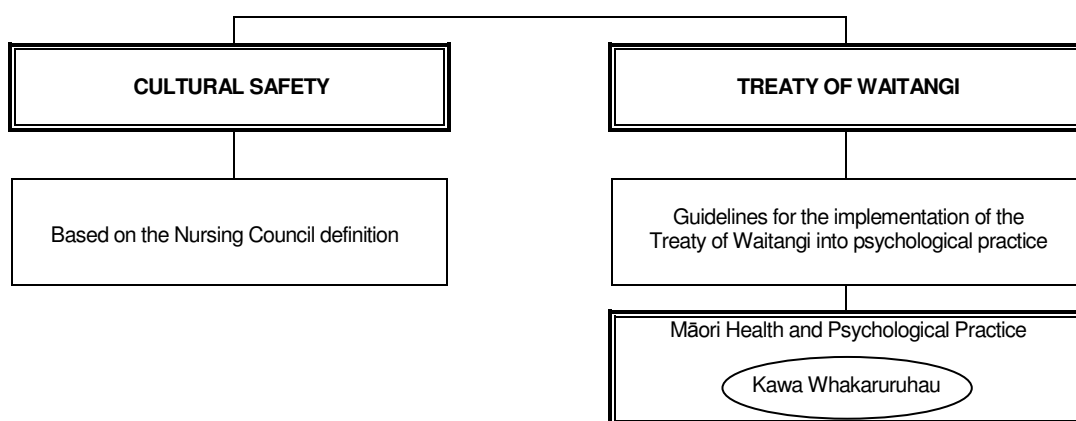 CULTURAL SAFETY
Based on the Nursing Council definition
TREATY OF WAITANGI
Guidelines for the implementation of the
Treaty of Waitangi into psychological practice
Māori Health and Psychological Practice
Kawa Whakaruruhau